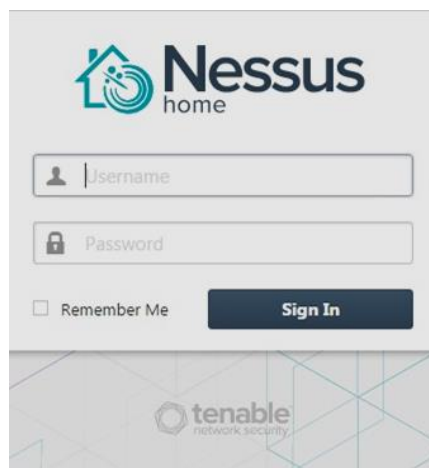 Nessus
home
Username
Password
Remember Me
Sign In
tenable
network security